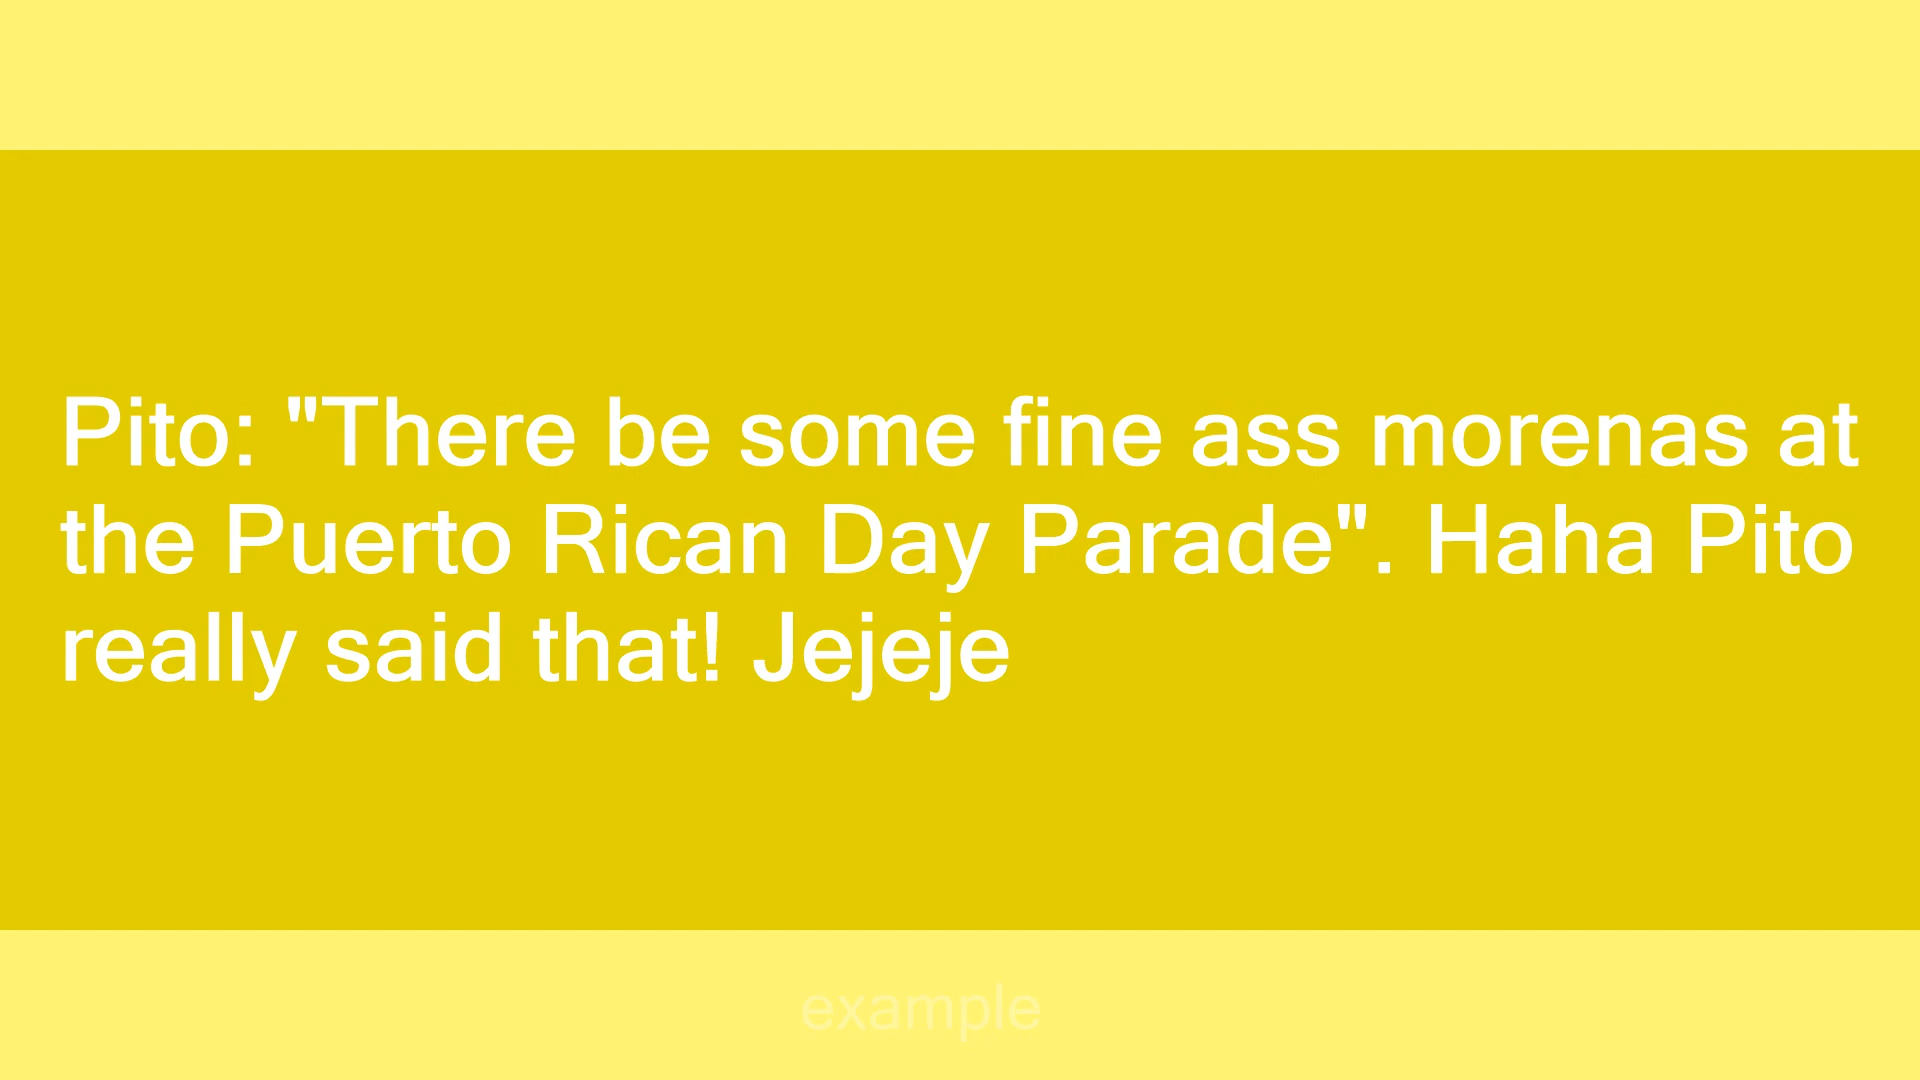 Pito: "There be some fine ass morenas at
the Puerto Rican Day Parade". Haha Pito
really said that! Jejeje
example